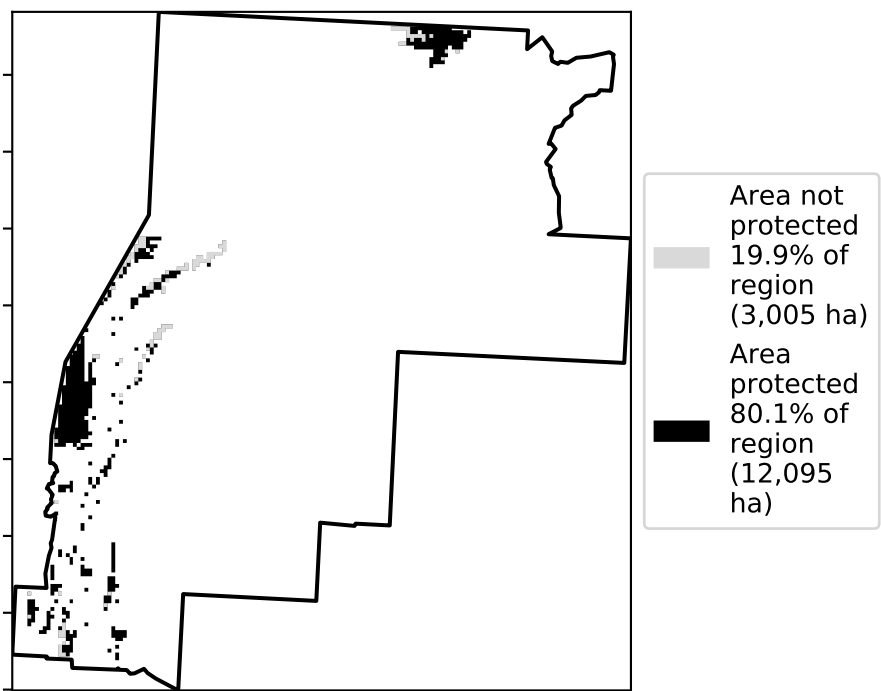 Area not
protected
19.9% of
region
(3,005 ha)
Area
protected
80.1% of
region
(12,095
ha)